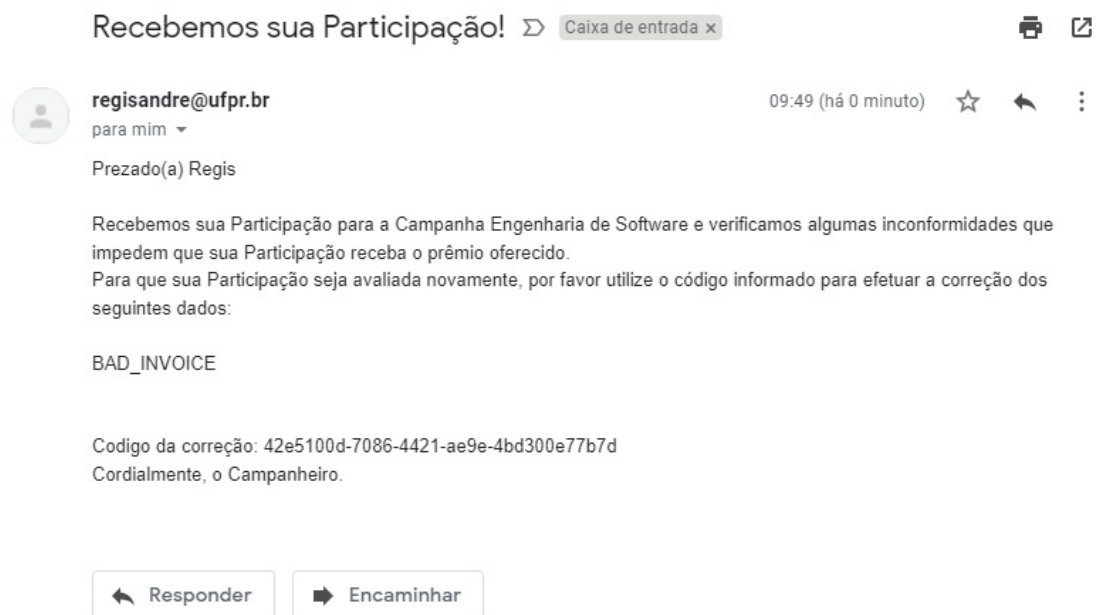 Recebemos sua Participação! Caixa de entrada x
regisandre@ufpr.br 09:49 (há 0 minuto)
para mim
Prezado(a) Regis
Recebemos sua Participação para a Campanha Engenharia de Software e verificamos algumas inconformidades que
impedem que sua Participação receba o prêmio oferecido.
Para que sua Participação seja avaliada novamente, por favor utilize o código informado para efetuar a correção dos
seguintes dados:
BAD_INVOICE
Codigo da correção: 42e5100d-7086-4421-ae9e-4bd300e77b7d
Cordialmente, o Campanheiro.
Responder Encaminhar